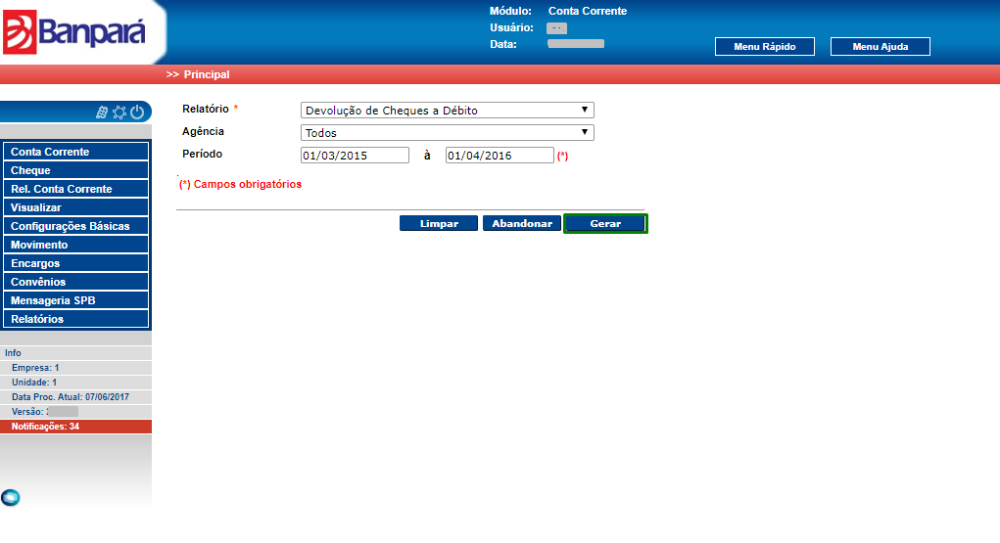 Banpará
Módulo: Conta Corrente
Usuário:
Data:
Menu Rápido Menu Ajuda
>> Principal
Relatório * Devolução de Cheques a Débito
Agência Todos
Período 01/03/2015 à 01/04/2016 (*)
(*) Campos obrigatórios
Limpar Abandonar Gerar
Conta Corrente
Cheque
Rel. Conta Corrente
Visualizar
Configurações Básicas
Movimento
Encargos
Convênios
Mensageria SPB
Relatórios
Info
Empresa: 1
Unidade: 1
Data Proc. Atual: 07/06/2017
Versão:
Notificações: 34